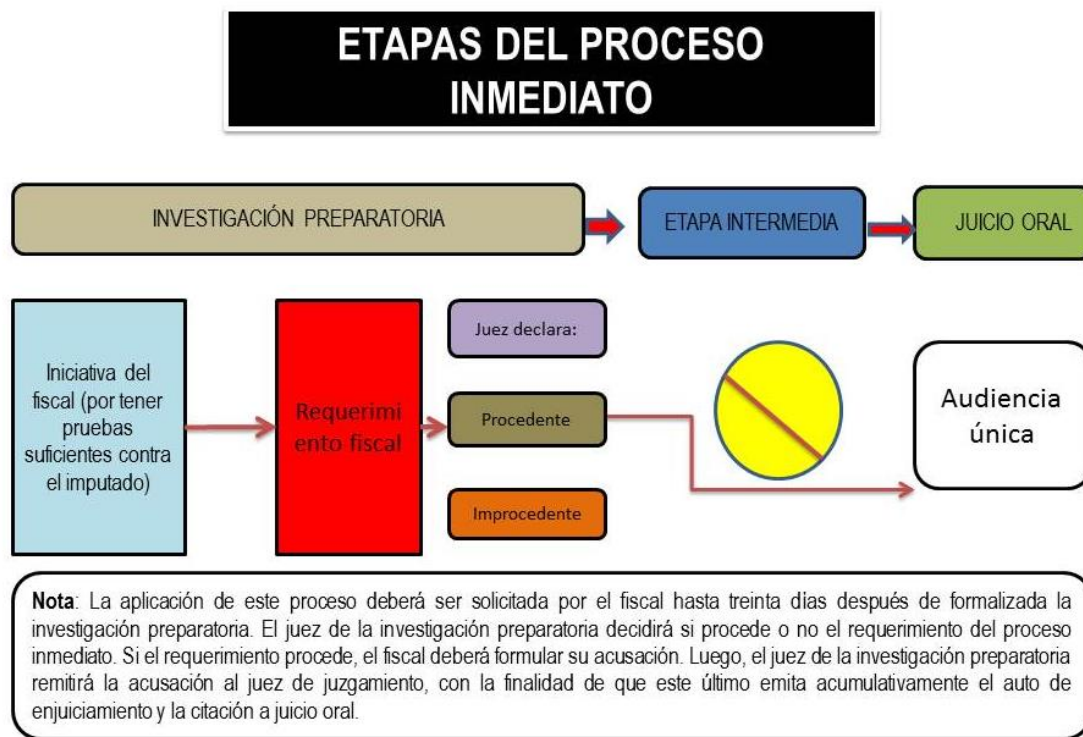 ETAPAS DEL PROCESO
INMEDIATO
INVESTIGACIÓN PREPARATORIA
ETAPA INTERMEDIA
JUICIO ORAL
Iniciativa del
fiscal (por tener
pruebas
suficientes contra
el imputado)
Requerimi
ento fiscal
Juez declara:
Procedente
Improcedente
Audiencia
única
Nota: La aplicación de este proceso deberá ser solicitada por el fiscal hasta treinta días después de formalizada la
investigación preparatoria. El juez de la investigación preparatoria decidirá si procede o no el requerimiento del proceso
inmediato. Si el requerimiento procede, el fiscal deberá formular su acusación. Luego, el juez de la investigación preparatoria
remitirá la acusación al juez de juzgamiento, con la finalidad de que este último emita acumulativamente el auto de
enjuiciamiento y la citación a juicio oral.